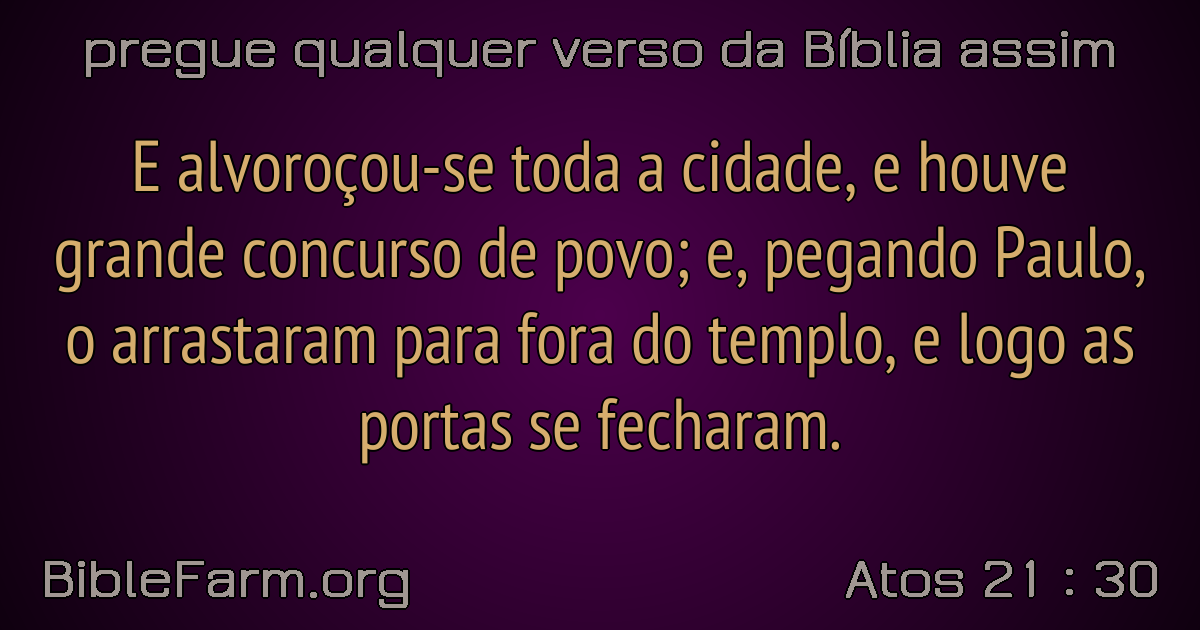 pregue qualquer verso da Bíblia assim
E alvoroçou-se toda a cidade, e houve
grande concurso de povo; e, pegando Paulo,
o arrastaram para fora do templo, e logo as
portas se fecharam.
BibleFarm.org
Atos 21 : 30